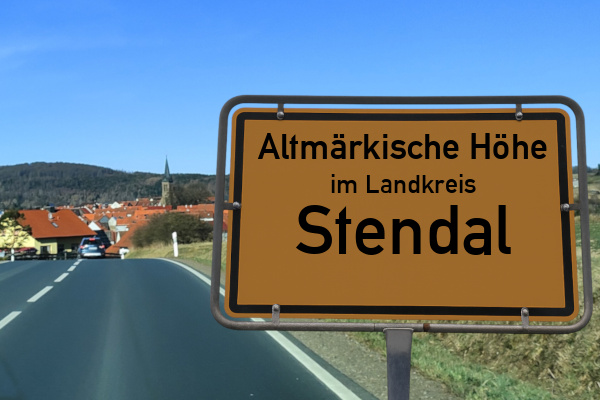 Altmärkische Höhe
im Landkreis
Stendal